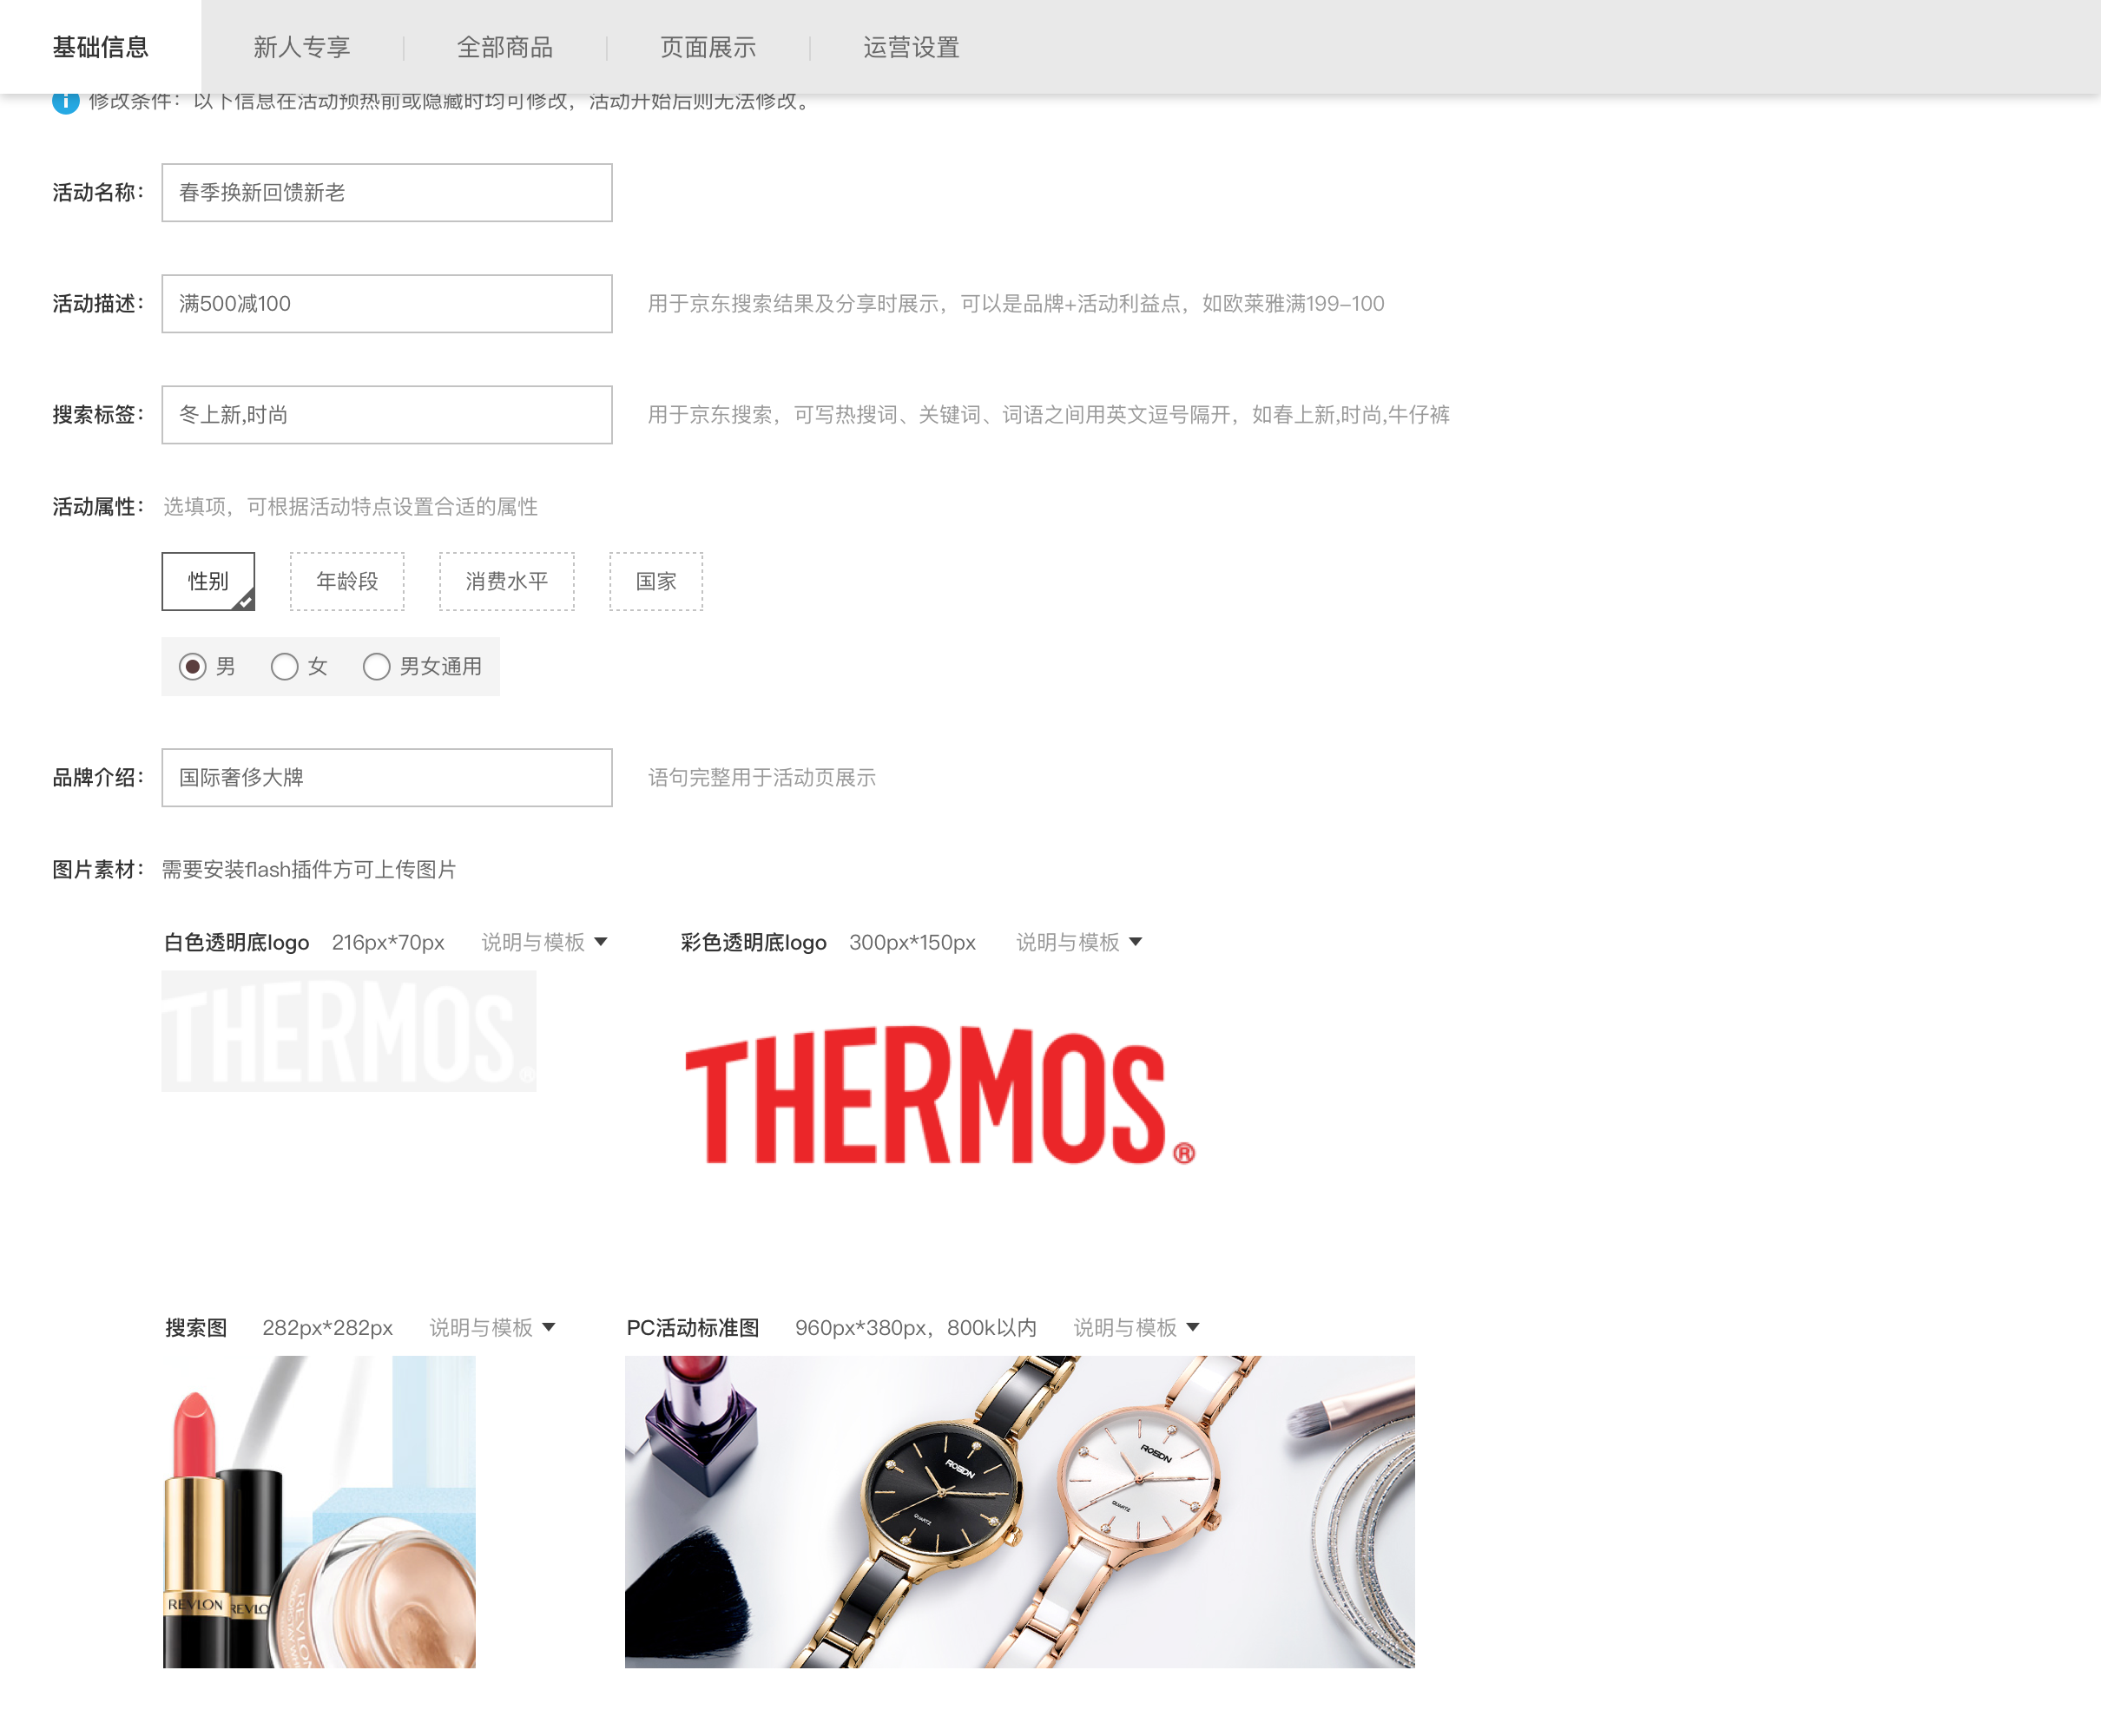 基础信息 新人专享 全部商品 页面展示 运营设置
修改条件：以下信息在活动预热前或隐藏时均可修改，活动开始后则无法修改。
活动名称： 春季换新回馈新老
活动描述： 满500减100 用于京东搜索结果及分享时展示，可以是品牌+活动利益点，如欧莱雅满199-100
搜索标签： 冬上新,时尚 用于京东搜索，可写热搜词、关键词、词语之间用英文逗号隔开，如春上新,时尚,牛仔裤
活动属性： 选填项，可根据活动特点设置合适的属性
性别 年龄段 消费水平 国家
男 女 男女通用
品牌介绍： 国际奢侈大牌 语句完整用于活动页展示
图片素材： 需要安装flash插件方可上传图片
白色透明底logo 216px*70px 说明与模板 彩色透明底logo 300px*150px 说明与模板
THERMOS® THERMOS®
搜索图 282px*282px 说明与模板 PC活动标准图 960px*380px，800k以内 说明与模板
ROSDN
ROSDN
QUARTZ
QUARTZ
REVLON
REVLO
REVLON